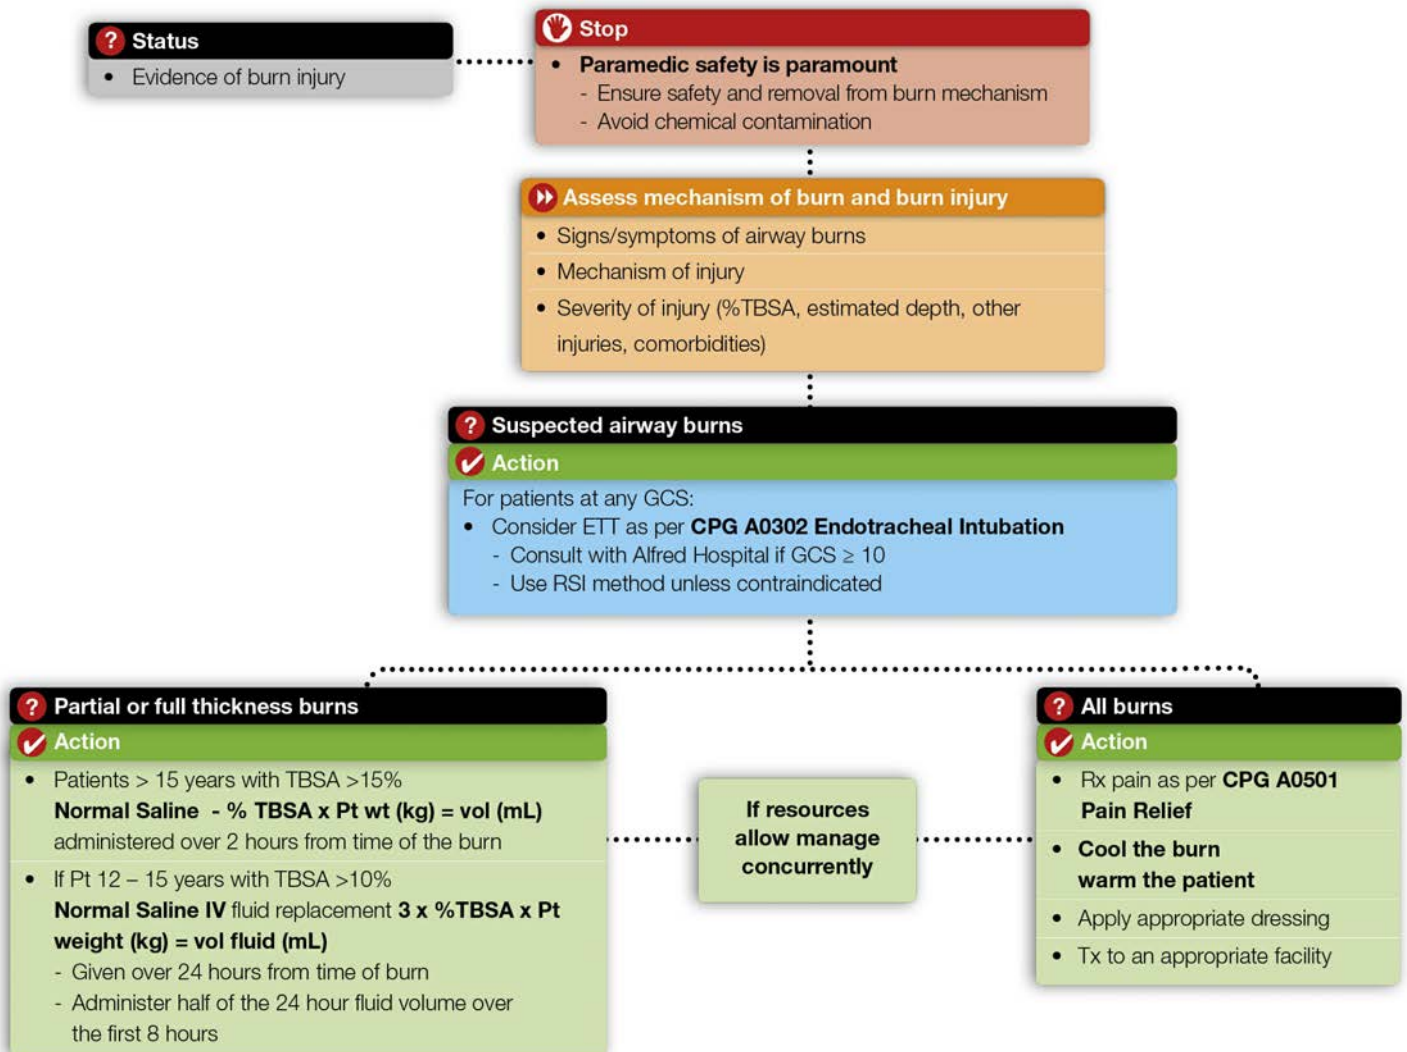 Status
• Evidence of burn injury
Stop
• Paramedic safety is paramount
- Ensure safety and removal from burn mechanism
- Avoid chemical contamination
Assess mechanism of burn and burn injury
• Signs/symptoms of airway burns
• Mechanism of injury
• Severity of injury (%TBSA, estimated depth, other
injuries, comorbidities)
? Suspected airway burns
Action
For patients at any GCS:
• Consider ETT as per CPG A0302 Endotracheal Intubation
- Consult with Alfred Hospital if GCS ≥ 10
- Use RSI method unless contraindicated
? Partial or full thickness burns
Action
• Patients > 15 years with TBSA >15%
Normal Saline - % TBSA x Pt wt (kg) = vol (mL)
administered over 2 hours from time of the burn
• If Pt 12 – 15 years with TBSA >10%
Normal Saline IV fluid replacement 3 x %TBSA x Pt
weight (kg) = vol fluid (mL)
- Given over 24 hours from time of burn
- Administer half of the 24 hour fluid volume over
the first 8 hours
If resources
allow manage
concurrently
? All burns
Action
• Rx pain as per CPG A0501
Pain Relief
• Cool the burn
warm the patient
• Apply appropriate dressing
• Tx to an appropriate facility